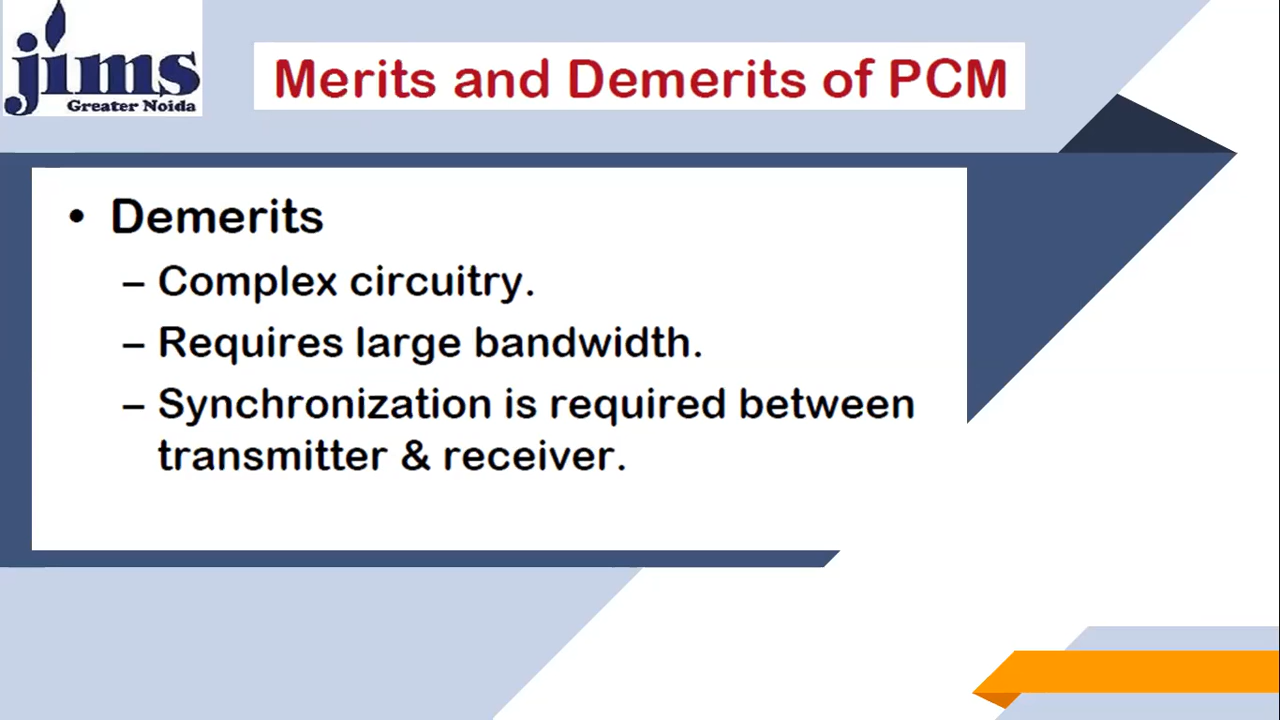 jims
Greater Noida
Merits and Demerits of PCM
• Demerits
– Complex circuitry.
– Requires large bandwidth.
– Synchronization is required between
transmitter & receiver.